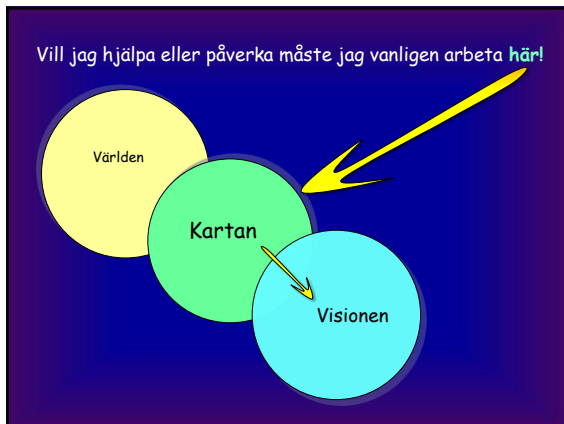 Vill jag hjälpa eller påverka måste jag vanligen arbeta här!
Världen
Kartan
Visionen